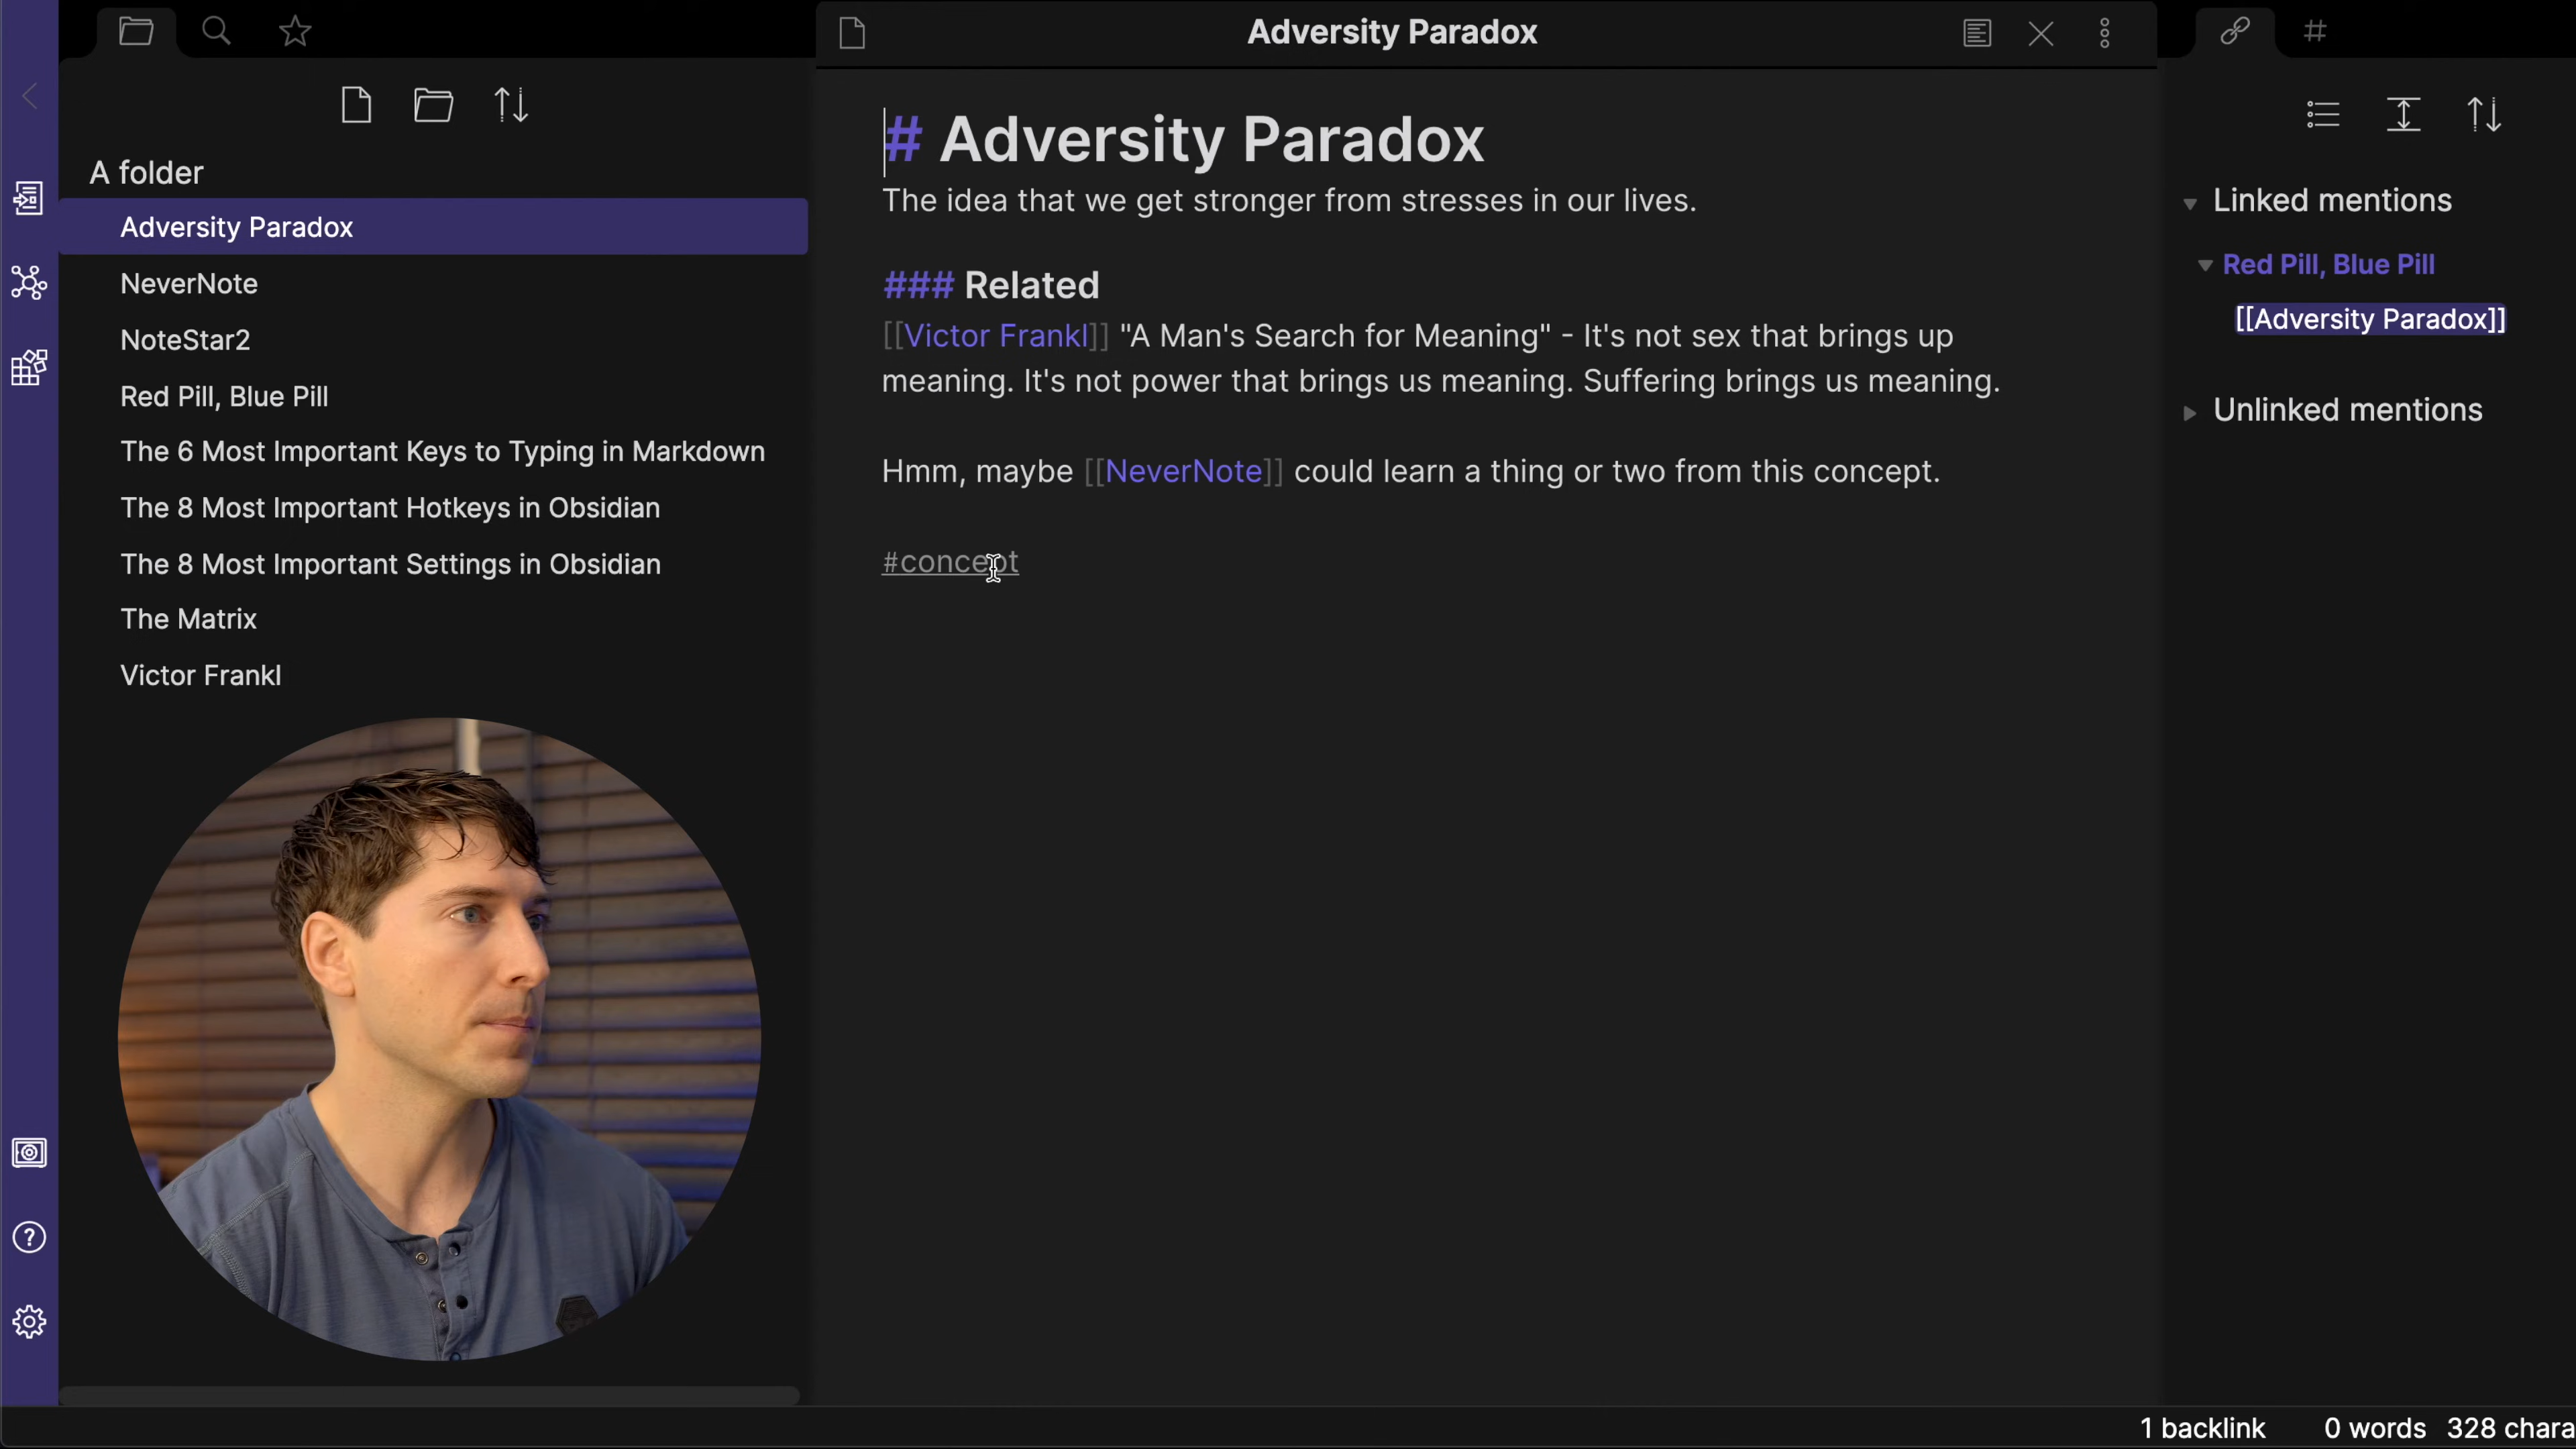 Adversity Paradox
A folder
Adversity Paradox
NeverNote
NoteStar2
Red Pill, Blue Pill
The 6 Most Important Keys to Typing in Markdown
The 8 Most Important Hotkeys in Obsidian
The 8 Most Important Settings in Obsidian
The Matrix
Victor Frankl
# Adversity Paradox
The idea that we get stronger from stresses in our lives.
### Related
[[Victor Frankl]] "A Man's Search for Meaning" - It's not sex that brings up
meaning. It's not power that brings us meaning. Suffering brings us meaning.
Hmm, maybe [[NeverNote]] could learn a thing or two from this concept.
#concept
Linked mentions
Red Pill, Blue Pill
[[Adversity Paradox]]
Unlinked mentions
1 backlink 0 words 328 chara